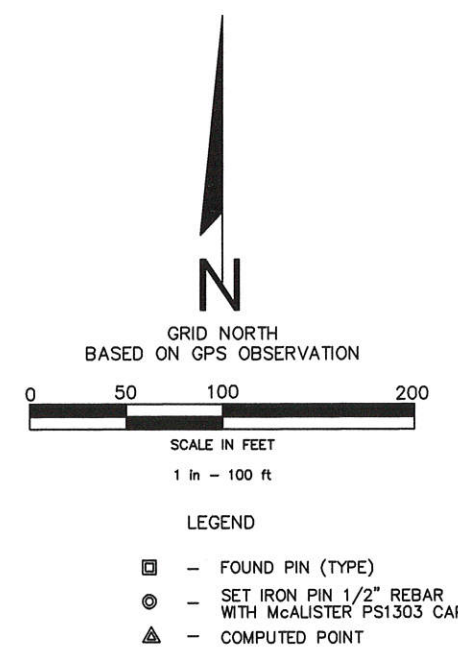 N
GRID NORTH
BASED ON GPS OBSERVATION
0 50 100 200
SCALE IN FEET
1 in – 100 ft
LEGEND
– FOUND PIN (TYPE)
– SET IRON PIN 1/2" REBAR
WITH McALISTER PS1303 CAP
– COMPUTED POINT